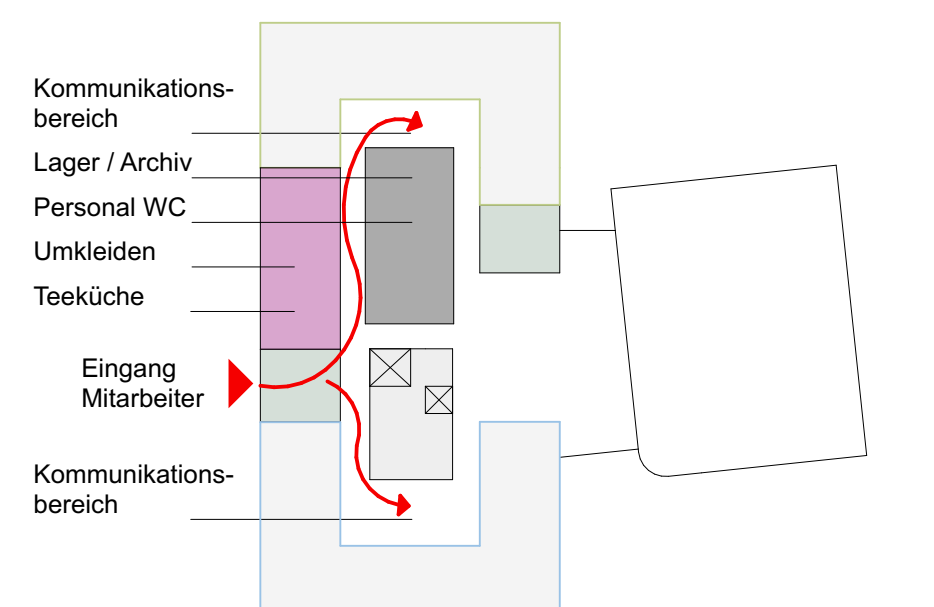 Kommunikations-
bereich
Lager / Archiv
Personal WC
Umkleiden
Teeküche
Eingang
Mitarbeiter
Kommunikations-
bereich